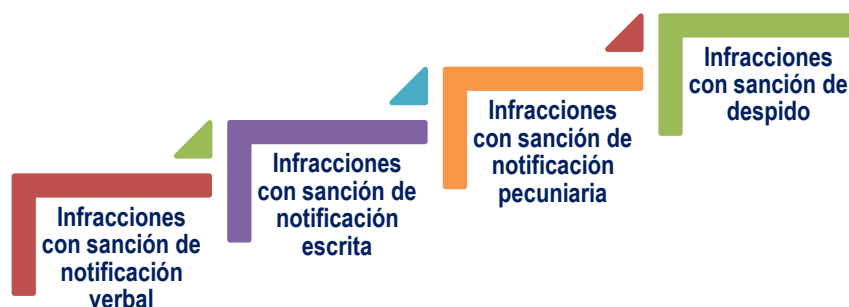 Infracciones
con sanción de
notificación
verbal
Infracciones
con sanción de
notificación
escrita
Infracciones
con sanción de
notificación
pecuniaria
Infracciones
con sanción de
despido